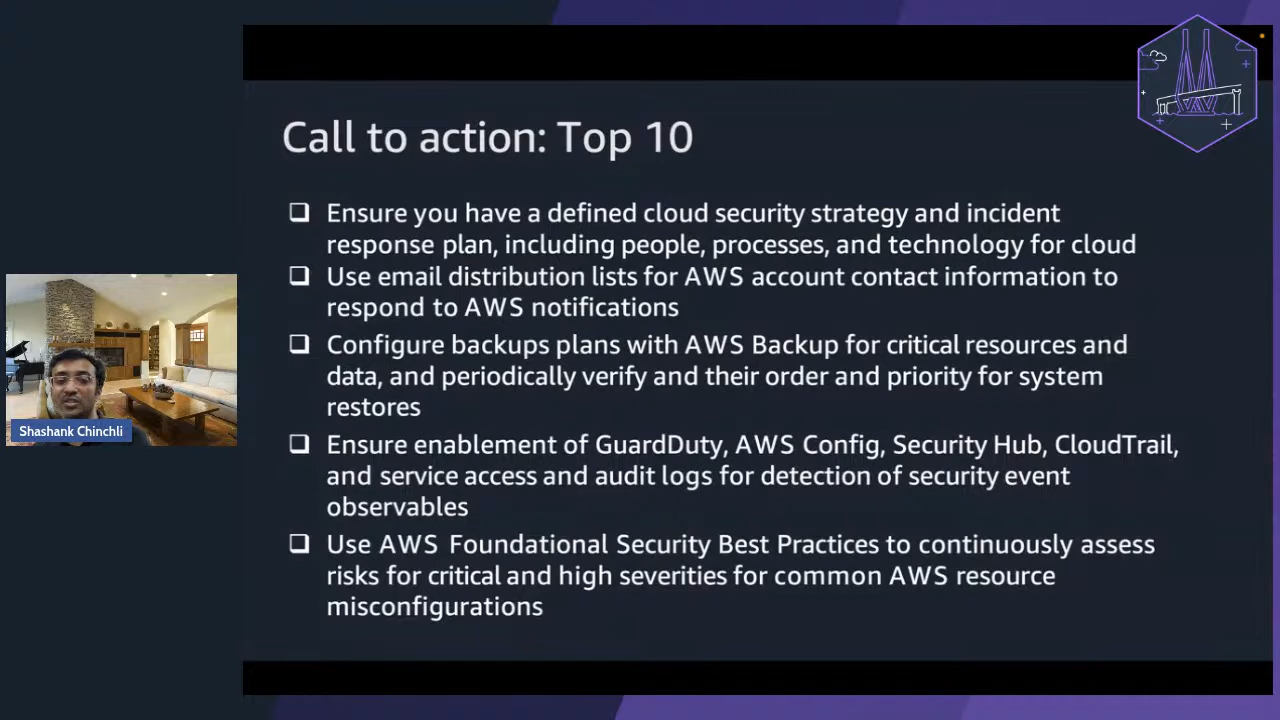 Call to action: Top 10
❑ Ensure you have a defined cloud security strategy and incident
response plan, including people, processes, and technology for cloud
❑ Use email distribution lists for AWS account contact information to
respond to AWS notifications
❑ Configure backups plans with AWS Backup for critical resources and
data, and periodically verify and their order and priority for system
restores
❑ Ensure enablement of GuardDuty, AWS Config, Security Hub, CloudTrail,
and service access and audit logs for detection of security event
observables
❑ Use AWS Foundational Security Best Practices to continuously assess
risks for critical and high severities for common AWS resource
misconfigurations
Shashank Chinchli